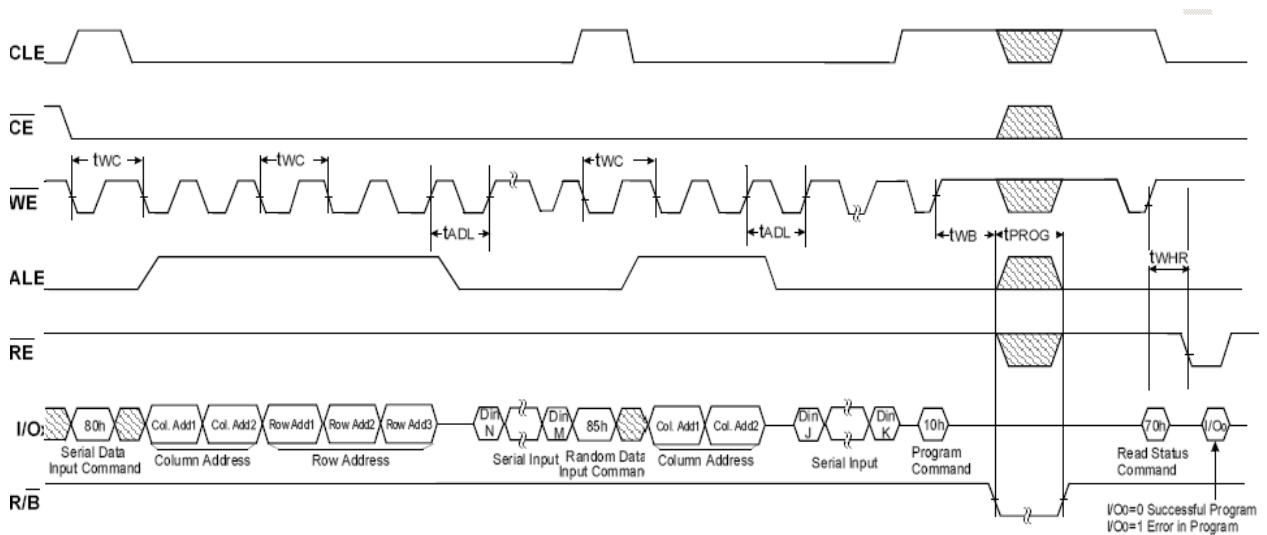 CLE
CE
tWC tWC tWC
WE
tADL tADL tWB tPROG
ALE
tWHR
RE
I/Ox 80h Col. Add1 Col. Add2 Row Add1 Row Add2 Row Add3 Din N Din M 85h Col. Add1 Col. Add2 Din J Din K 10h 70h I/O0
Serial Data Input Command Column Address Row Address Serial Input Random Data Input Command Column Address Serial Input Program Command Read Status Command
R/B
I/O0=0 Successful Program
I/O0=1 Error in Program